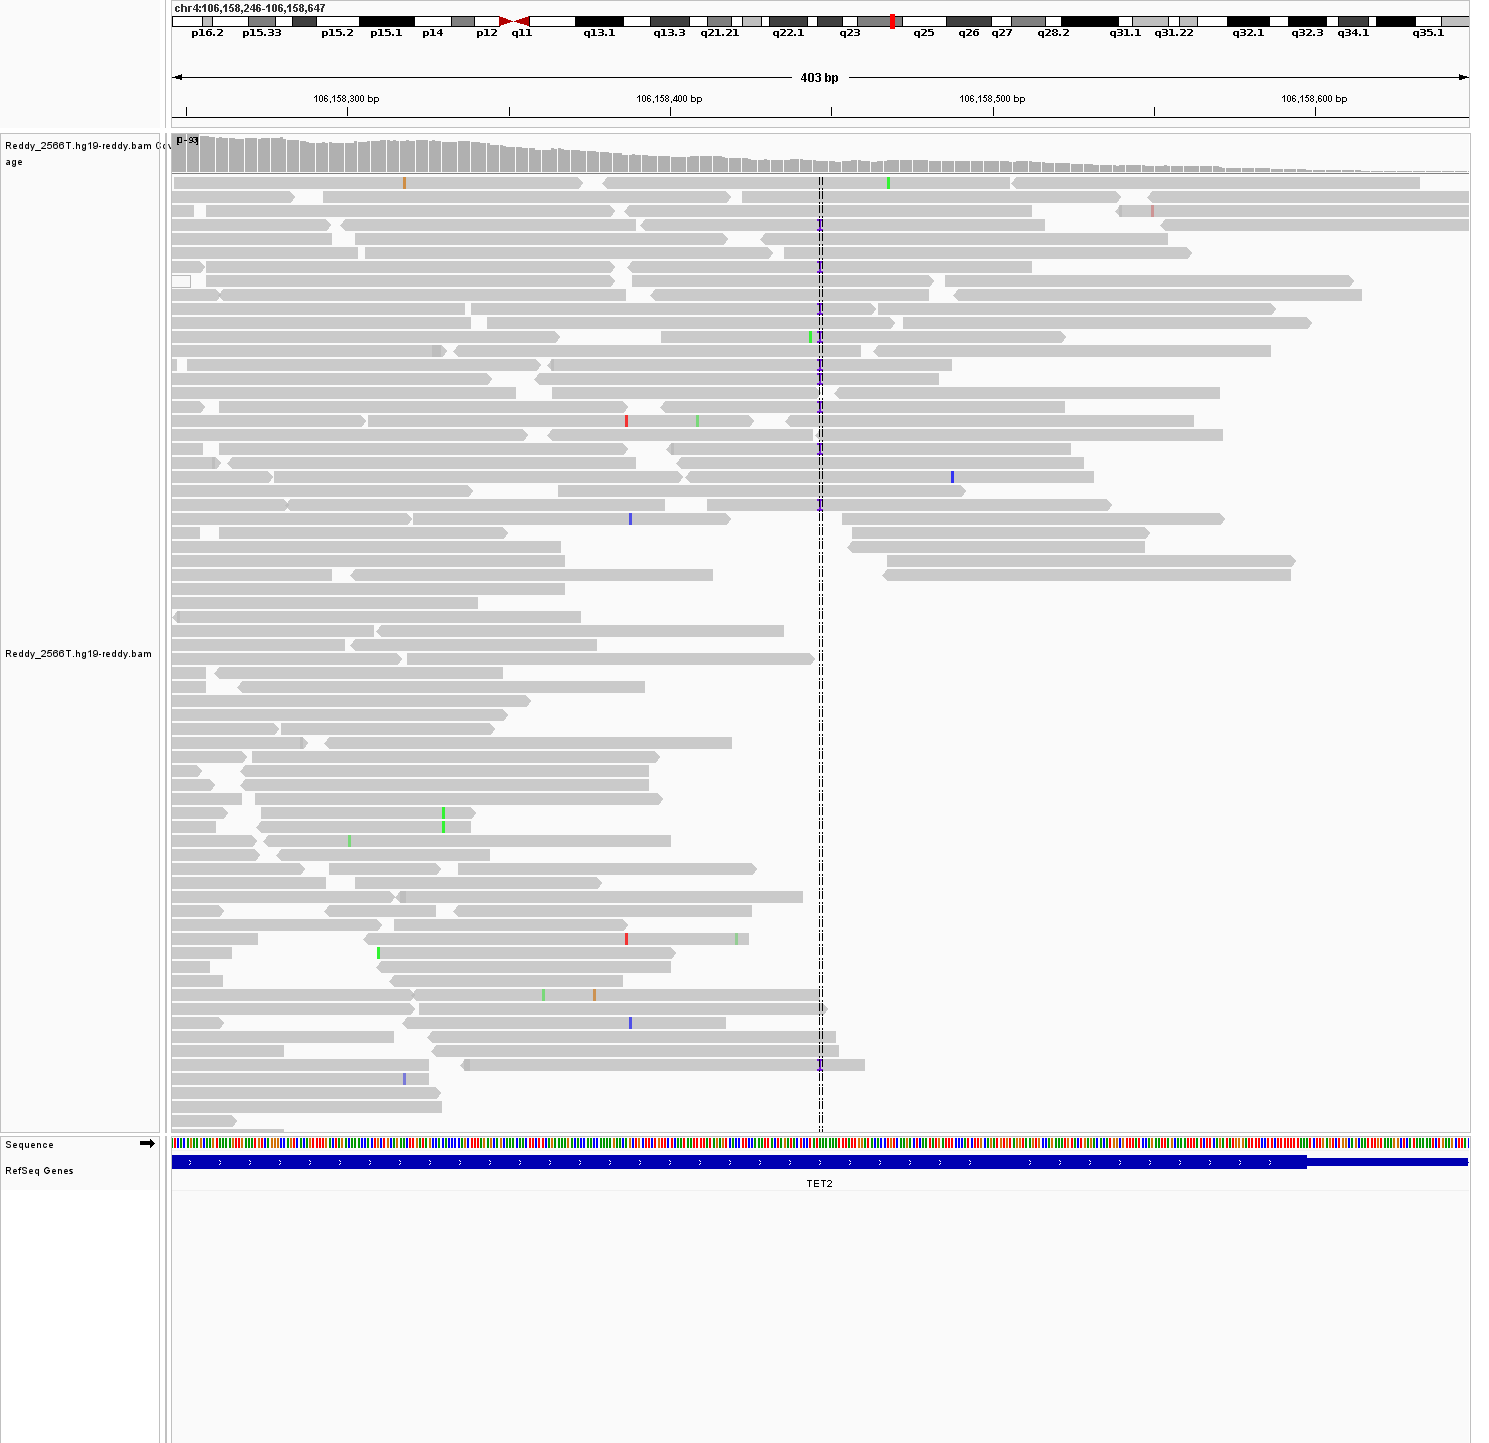 chr4:106,158,246-106,158,647
p16.2 p15.33 p15.2 p15.1 p14 p12 q11 q13.1 q13.3 q21.21 q22.1 q23 q25 q26 q27 q28.2 q31.1 q31.22 q32.1 q32.3 q34.1 q35.1
403 bp
106,158,300 bp 106,158,400 bp 106,158,500 bp 106,158,600 bp
Reddy_2566T.hg19-reddy.bam Cov
age
[0-93]
Reddy_2566T.hg19-reddy.bam
Sequence
RefSeq Genes
TET2